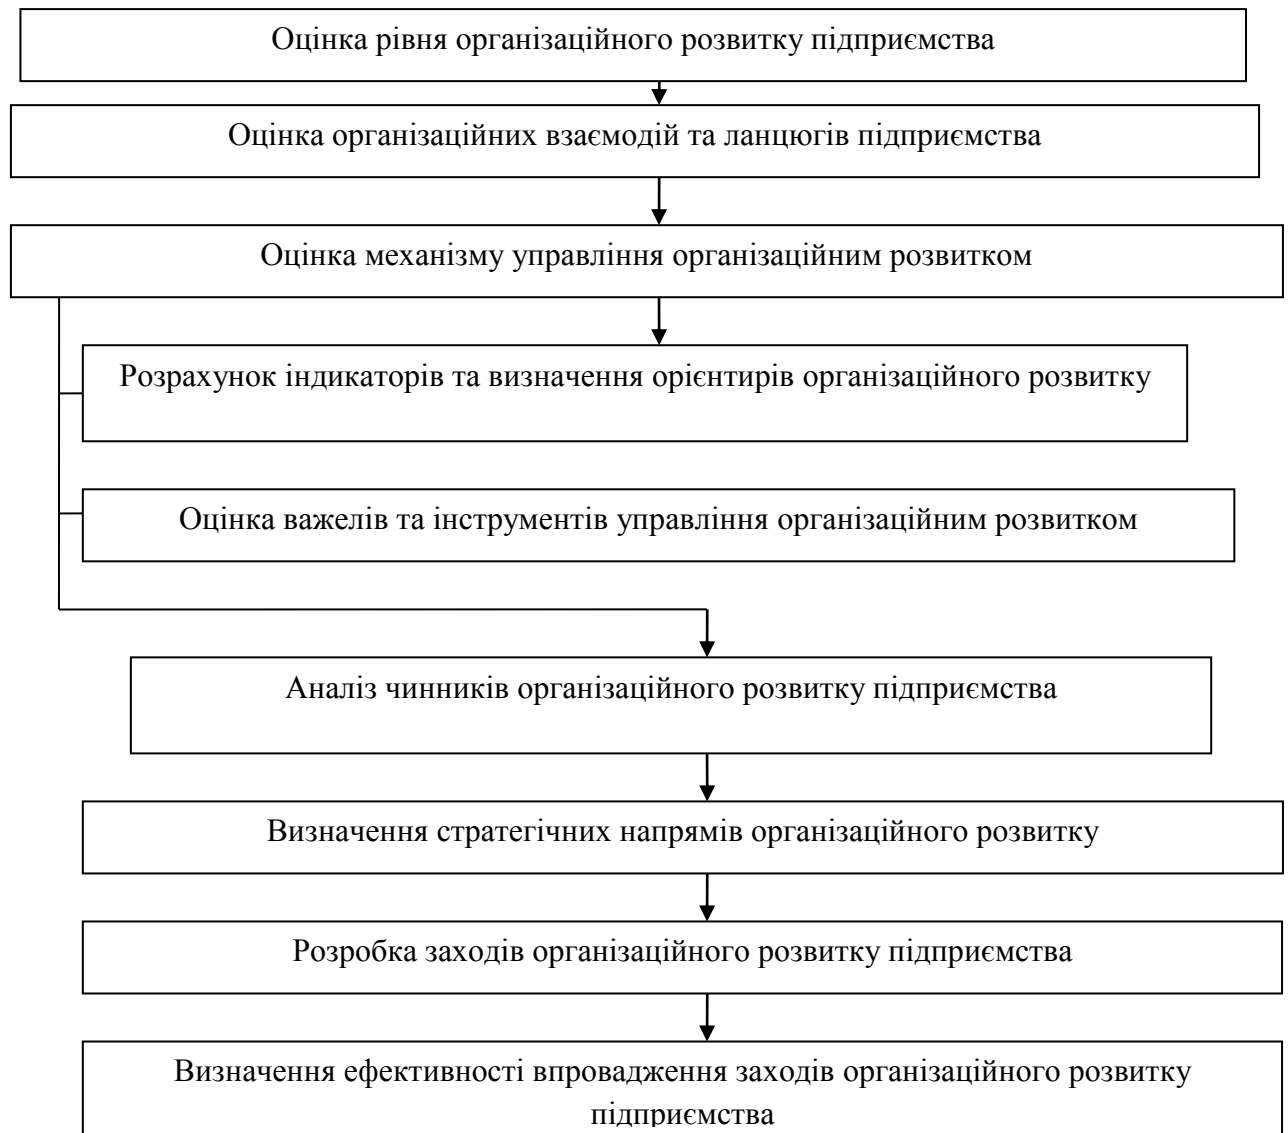 Оцінка рівня організаційного розвитку підприємства
Оцінка організаційних взаємодій та ланцюгів підприємства
Оцінка механізму управління організаційним розвитком
Розрахунок індикаторів та визначення орієнтирів організаційного розвитку
Оцінка важелів та інструментів управління організаційним розвитком
Аналіз чинників організаційного розвитку підприємства
Визначення стратегічних напрямів організаційного розвитку
Розробка заходів організаційного розвитку підприємства
Визначення ефективності впровадження заходів організаційного розвитку
підприємства